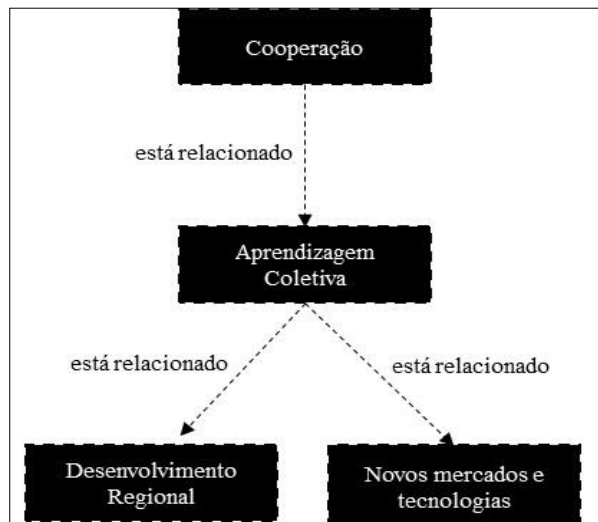 Cooperação
está relacionado
Aprendizagem
Coletiva
está relacionado
está relacionado
Desenvolvimento
Regional
Novos mercados e
tecnologias